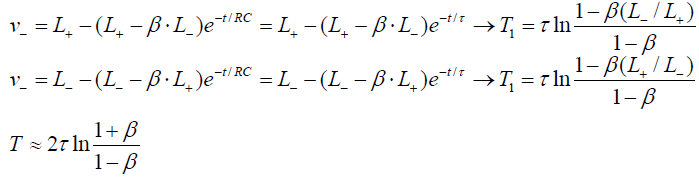 v₋ = L₊ − (L₊ − β · L₋)e^(−t/RC) = L₊ − (L₊ − β · L₋)e^(−t/τ) → T₁ = τ ln (1 − β(L₋ / L₊))/(1 − β)
v₋ = L₋ − (L₋ − β · L₊)e^(−t/RC) = L₋ − (L₋ − β · L₊)e^(−t/τ) → T₁ = τ ln (1 − β(L₊ / L₋))/(1 − β)
T ≈ 2τ ln (1 + β)/(1 − β)